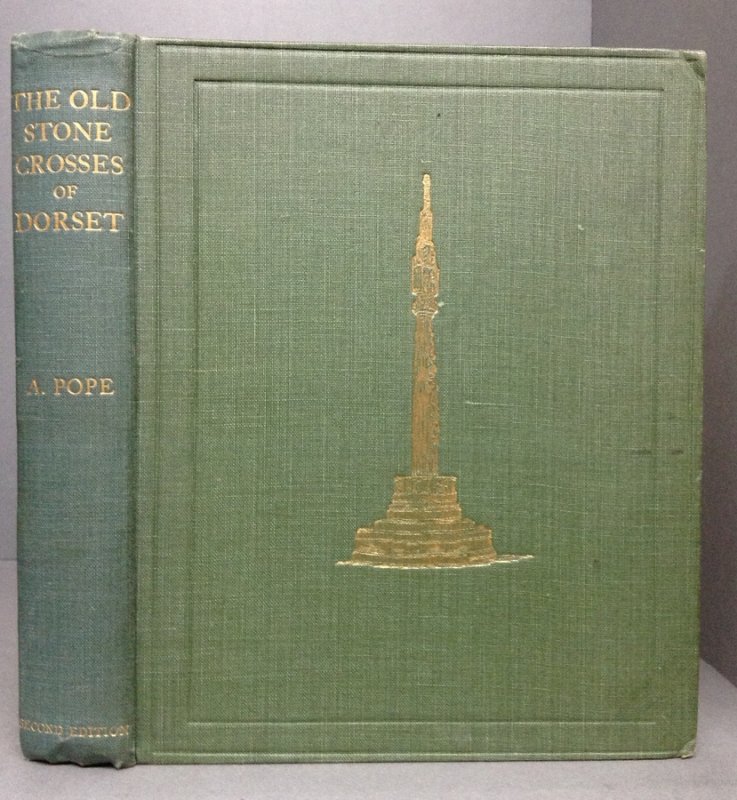 THE OLD
STONE
CROSSES
OF
DORSET
A. POPE
SECOND EDITION